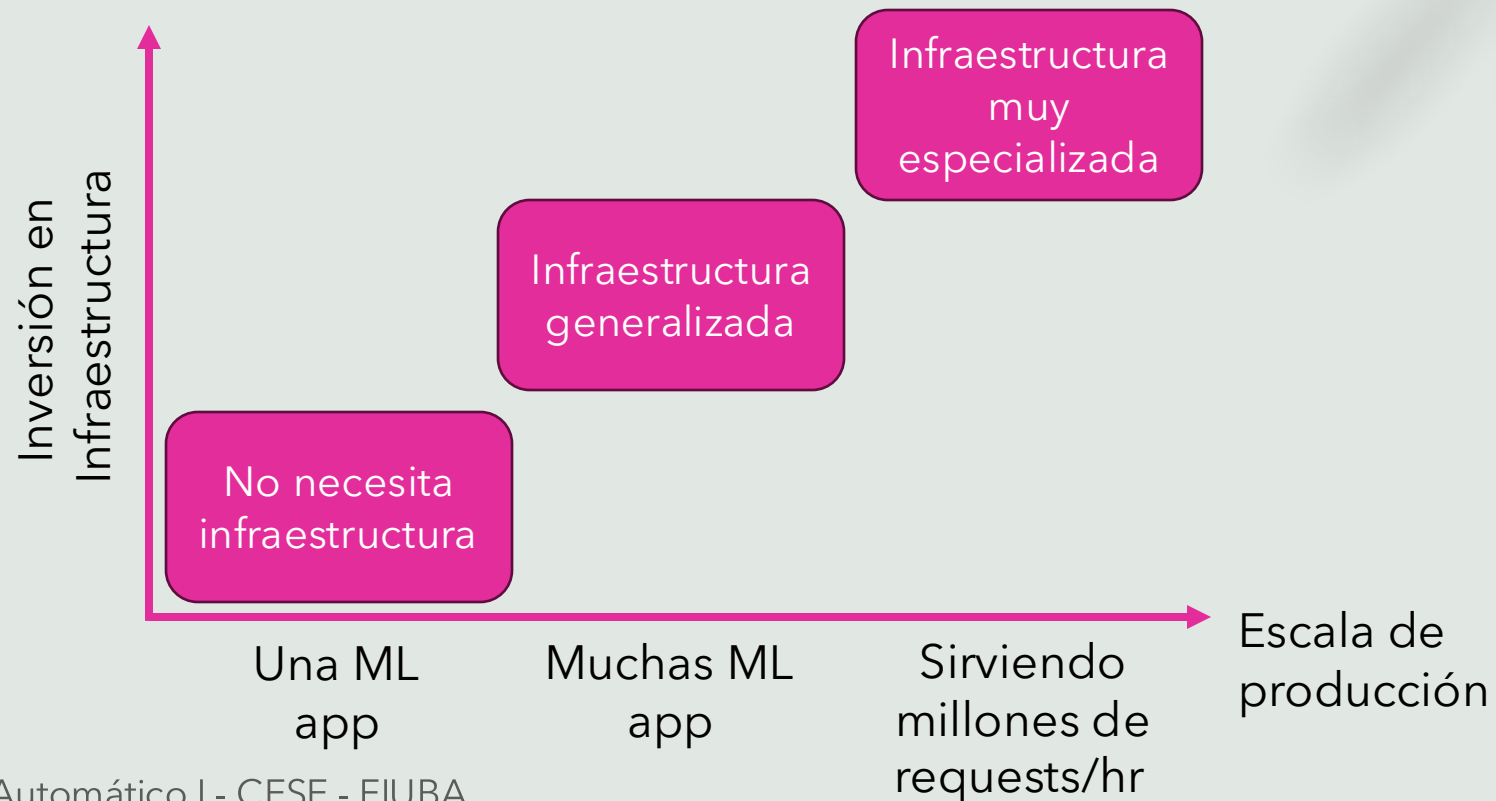 Inversión en
Infraestructura
Infraestructura
muy
especializada
Infraestructura
generalizada
No necesita
infraestructura
Una ML
app
Muchas ML
app
Sirviendo
millones de
requests/hr
Escala de
producción
Automático I - CESE - FIUBA